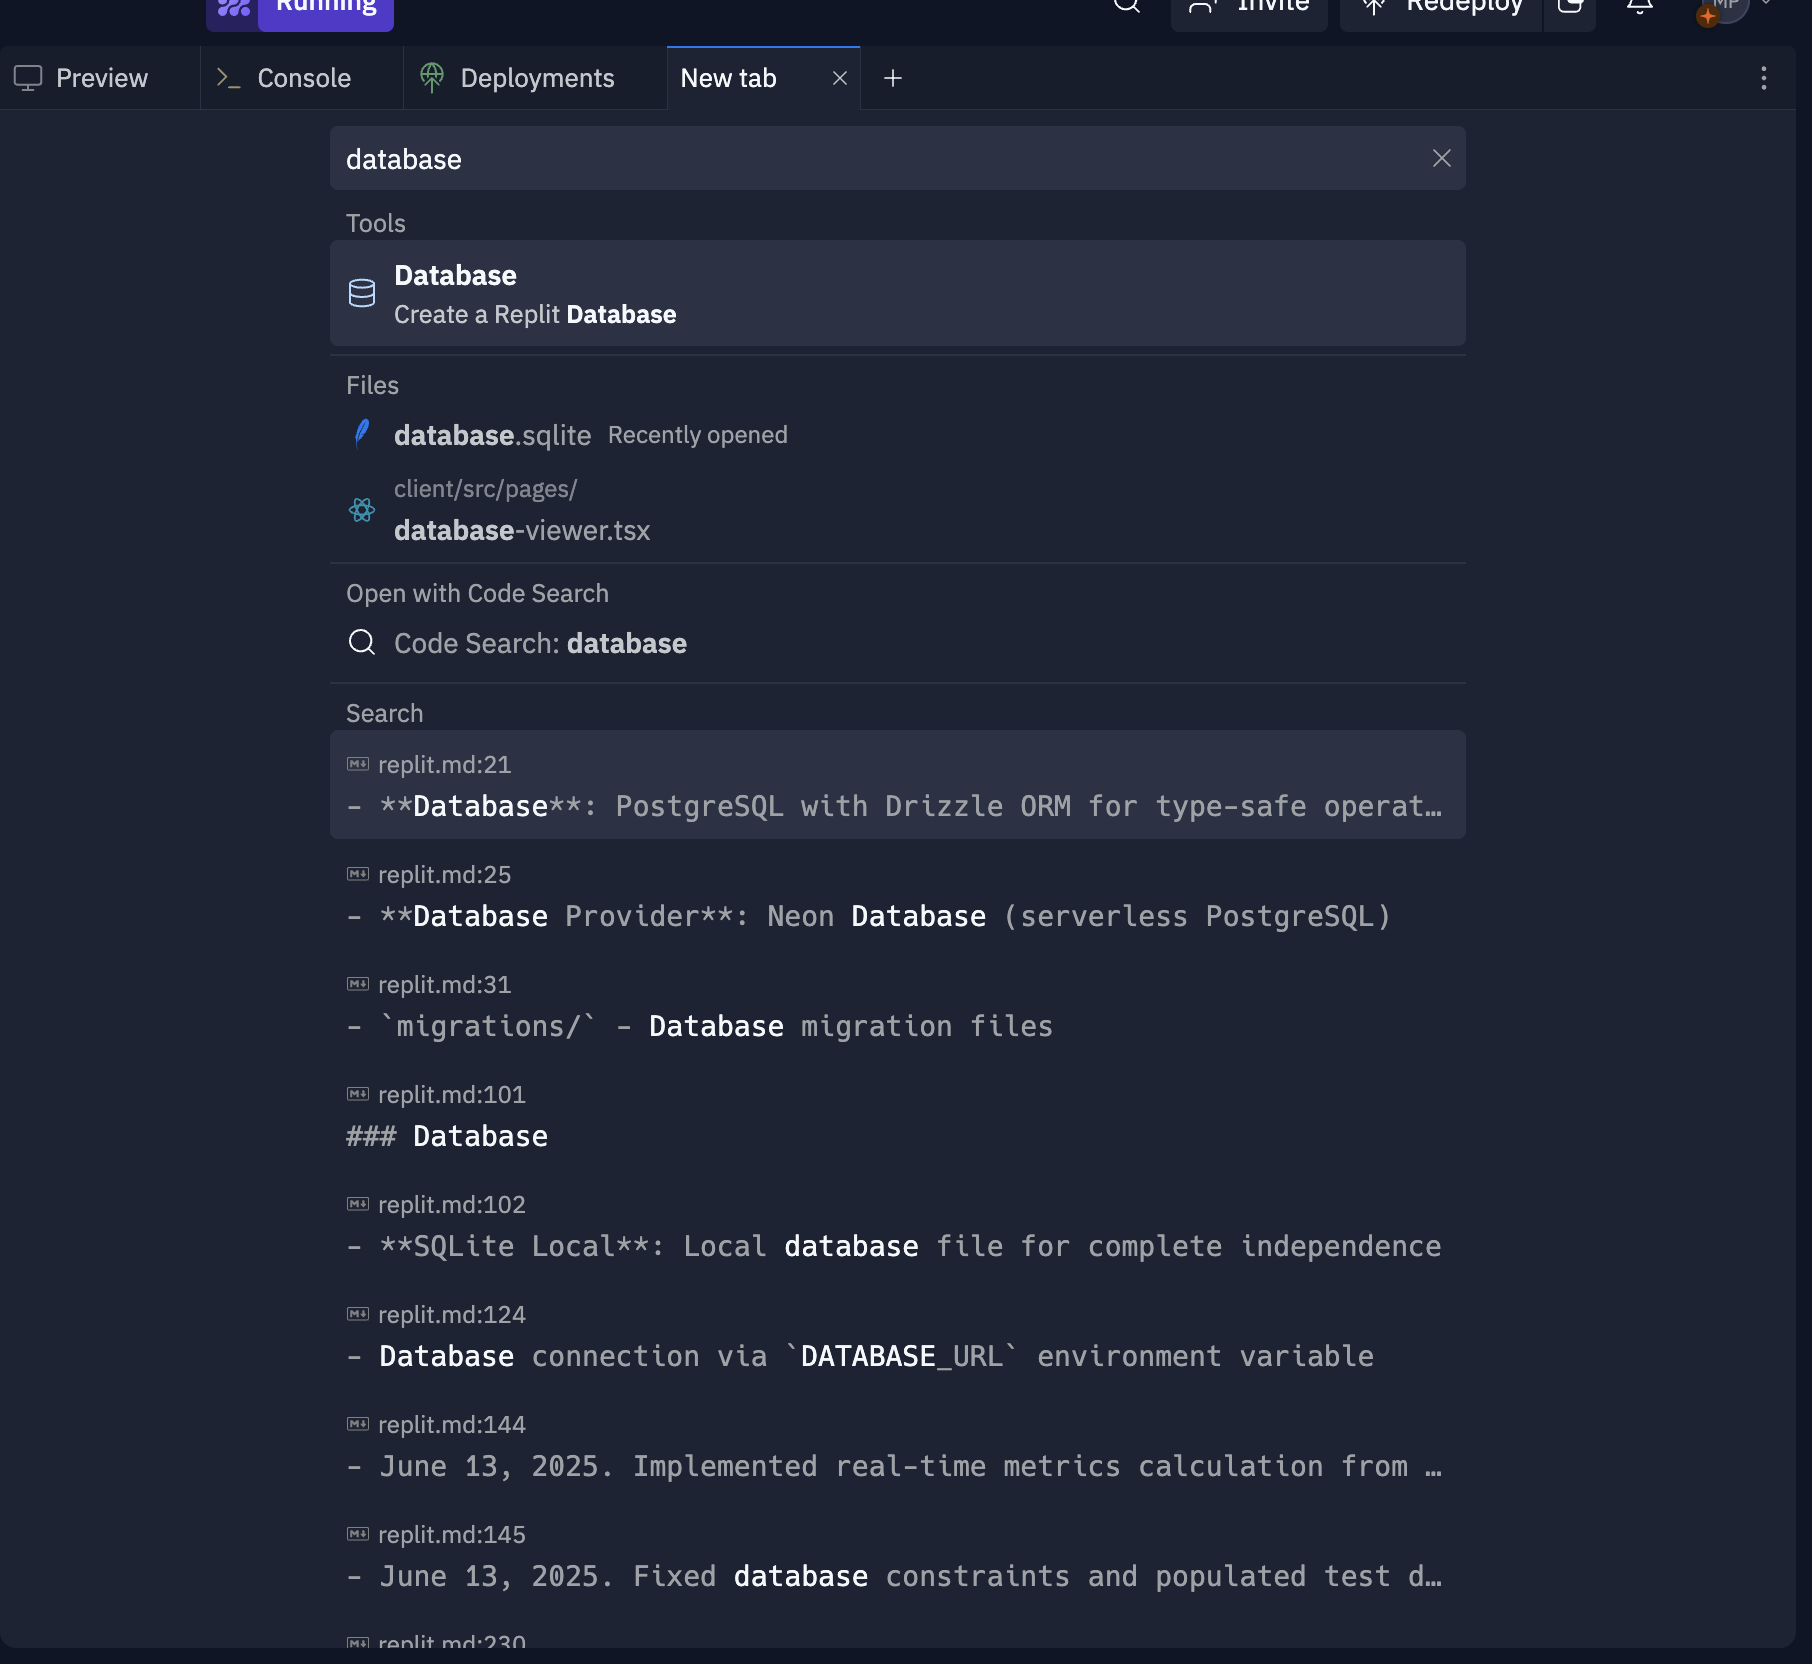 Running
Invite
Redeploy
MP
Preview
Console
Deployments
New tab
database
Tools
Database
Create a Replit Database
Files
database.sqlite Recently opened
client/src/pages/
database-viewer.tsx
Open with Code Search
Code Search: database
Search
replit.md:21
- **Database**: PostgreSQL with Drizzle ORM for type-safe operat…
replit.md:25
- **Database Provider**: Neon Database (serverless PostgreSQL)
replit.md:31
- `migrations/` - Database migration files
replit.md:101
### Database
replit.md:102
- **SQLite Local**: Local database file for complete independence
replit.md:124
- Database connection via `DATABASE_URL` environment variable
replit.md:144
- June 13, 2025. Implemented real-time metrics calculation from …
replit.md:145
- June 13, 2025. Fixed database constraints and populated test d…
replit.md:230